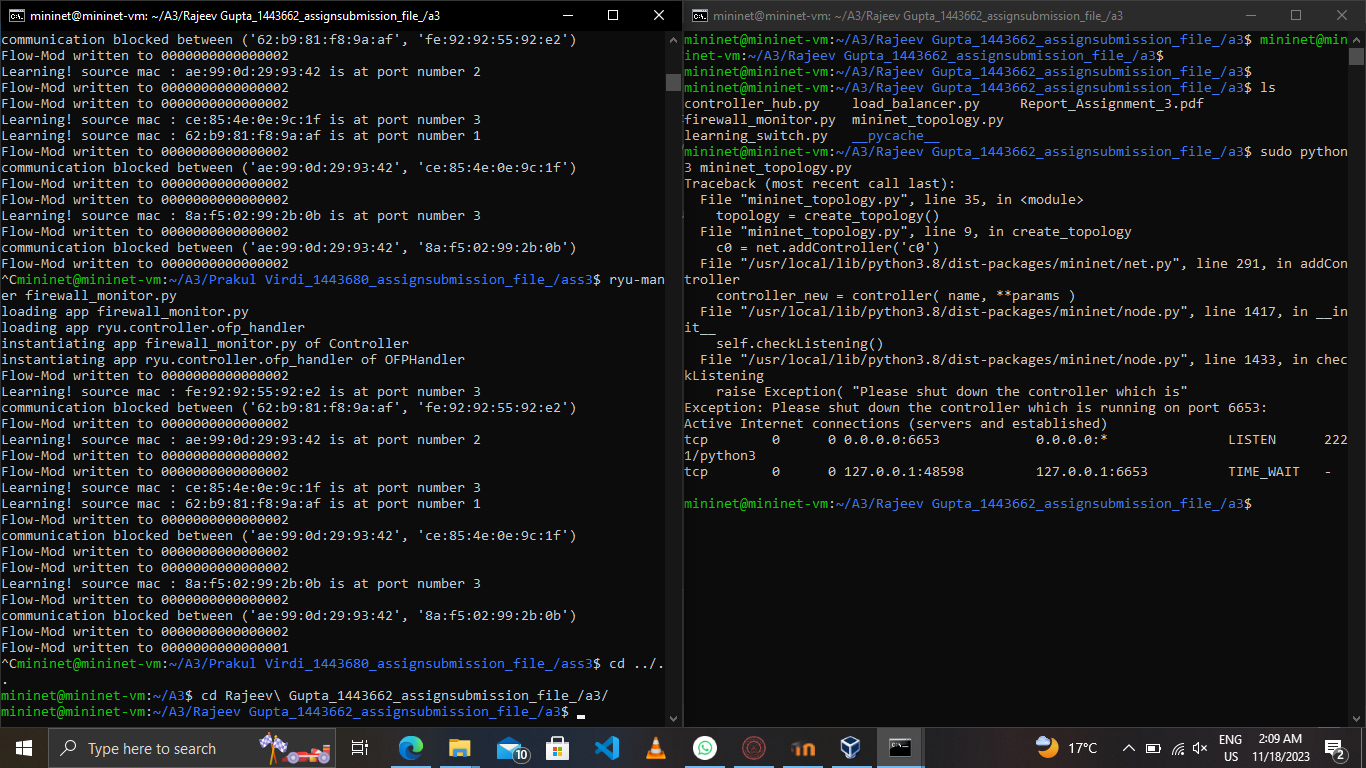 mininet@mininet-vm: ~/A3/Rajeev Gupta_1443662_assignsubmission_file_/a3
communication blocked between ('62:b9:81:f8:9a:af', 'fe:92:92:55:92:e2')
Flow-Mod written to 0000000000000002
Learning! source mac : ae:99:0d:29:93:42 is at port number 2
Flow-Mod written to 0000000000000002
Flow-Mod written to 0000000000000002
Learning! source mac : ce:85:4e:0e:9c:1f is at port number 3
Learning! source mac : 62:b9:81:f8:9a:af is at port number 1
Flow-Mod written to 0000000000000002
communication blocked between ('ae:99:0d:29:93:42', 'ce:85:4e:0e:9c:1f')
Flow-Mod written to 0000000000000002
Flow-Mod written to 0000000000000002
Learning! source mac : 8a:f5:02:99:2b:0b is at port number 3
Flow-Mod written to 0000000000000002
communication blocked between ('ae:99:0d:29:93:42', '8a:f5:02:99:2b:0b')
Flow-Mod written to 0000000000000002
^Cmininet@mininet-vm:~/A3/Prakul Virdi_1443680_assignsubmission_file_/ass3$ ryu-man
er firewall_monitor.py
loading app firewall_monitor.py
loading app ryu.controller.ofp_handler
instantiating app firewall_monitor.py of Controller
instantiating app ryu.controller.ofp_handler of OFPHandler
Flow-Mod written to 0000000000000002
Learning! source mac : fe:92:92:55:92:e2 is at port number 3
communication blocked between ('62:b9:81:f8:9a:af', 'fe:92:92:55:92:e2')
Flow-Mod written to 0000000000000002
Learning! source mac : ae:99:0d:29:93:42 is at port number 2
Flow-Mod written to 0000000000000002
Flow-Mod written to 0000000000000002
Learning! source mac : ce:85:4e:0e:9c:1f is at port number 3
Learning! source mac : 62:b9:81:f8:9a:af is at port number 1
Flow-Mod written to 0000000000000002
communication blocked between ('ae:99:0d:29:93:42', 'ce:85:4e:0e:9c:1f')
Flow-Mod written to 0000000000000002
Flow-Mod written to 0000000000000002
Learning! source mac : 8a:f5:02:99:2b:0b is at port number 3
Flow-Mod written to 0000000000000002
communication blocked between ('ae:99:0d:29:93:42', '8a:f5:02:99:2b:0b')
Flow-Mod written to 0000000000000002
Flow-Mod written to 0000000000000001
^Cmininet@mininet-vm:~/A3/Prakul Virdi_1443680_assignsubmission_file_/ass3$ cd ../.
.
mininet@mininet-vm:~/A3$ cd Rajeev\ Gupta_1443662_assignsubmission_file_/a3/
mininet@mininet-vm:~/A3/Rajeev Gupta_1443662_assignsubmission_file_/a3$
mininet@mininet-vm: ~/A3/Rajeev Gupta_1443662_assignsubmission_file_/a3
mininet@mininet-vm:~/A3/Rajeev Gupta_1443662_assignsubmission_file_/a3$ mininet@min
inet-vm:~/A3/Rajeev Gupta_1443662_assignsubmission_file_/a3$
mininet@mininet-vm:~/A3/Rajeev Gupta_1443662_assignsubmission_file_/a3$
mininet@mininet-vm:~/A3/Rajeev Gupta_1443662_assignsubmission_file_/a3$ ls
controller_hub.py    load_balancer.py     Report_Assignment_3.pdf
firewall_monitor.py  mininet_topology.py
learning_switch.py   __pycache__
mininet@mininet-vm:~/A3/Rajeev Gupta_1443662_assignsubmission_file_/a3$ sudo python
3 mininet_topology.py
Traceback (most recent call last):
  File "mininet_topology.py", line 35, in <module>
    topology = create_topology()
  File "mininet_topology.py", line 9, in create_topology
    c0 = net.addController('c0')
  File "/usr/local/lib/python3.8/dist-packages/mininet/net.py", line 291, in addCon
troller
    controller_new = controller( name, **params )
  File "/usr/local/lib/python3.8/dist-packages/mininet/node.py", line 1417, in __in
it__
    self.checkListening()
  File "/usr/local/lib/python3.8/dist-packages/mininet/node.py", line 1433, in chec
kListening
    raise Exception( "Please shut down the controller which is"
Exception: Please shut down the controller which is running on port 6653:
Active Internet connections (servers and established)
tcp        0      0 0.0.0.0:6653            0.0.0.0:*               LISTEN      222
1/python3
tcp        0      0 127.0.0.1:48598         127.0.0.1:6653          TIME_WAIT   -
mininet@mininet-vm:~/A3/Rajeev Gupta_1443662_assignsubmission_file_/a3$
Type here to search
10
17°C
ENG
US
2:09 AM
11/18/2023
2